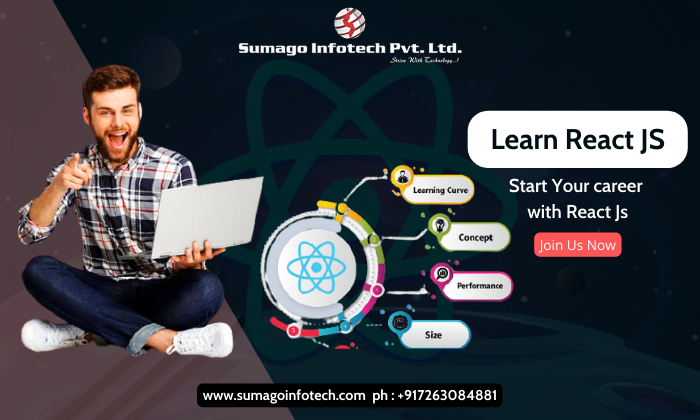 Sumago Infotech Pvt. Ltd.
Strive With Technology..!
Learn React JS
Start Your career
with React Js
Join Us Now
Learning Curve
Concept
Performance
Size
www.sumagoinfotech.com ph : +917263084881